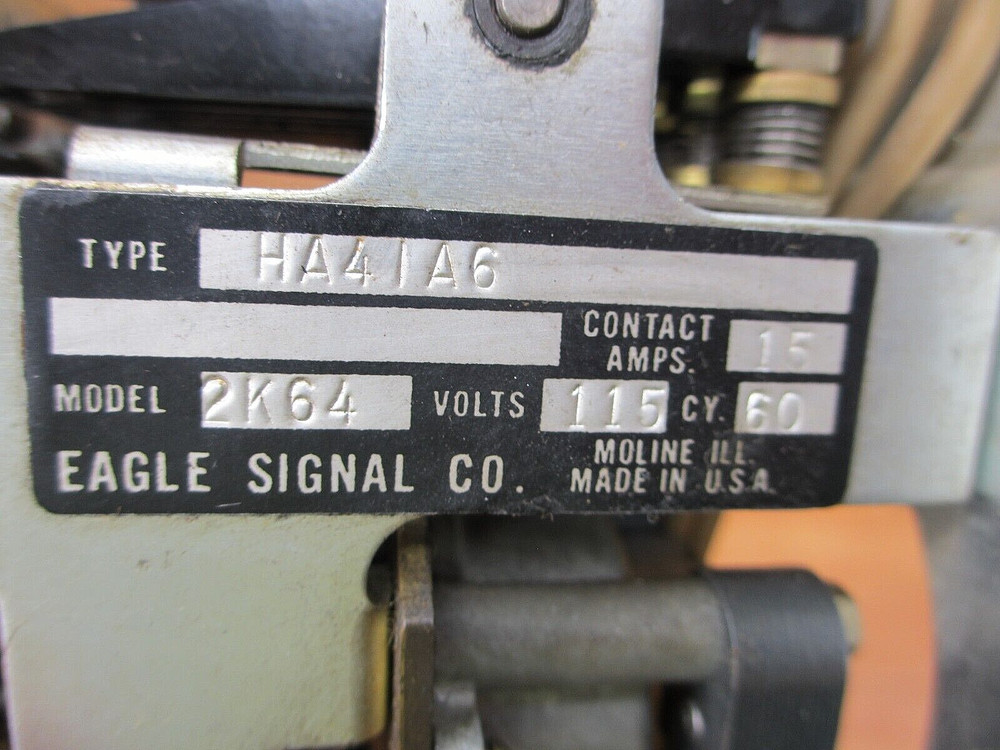 TYPE HA41A6
CONTACT
AMPS. 15
MODEL 2K64 VOLTS 115 CY. 60
EAGLE SIGNAL CO.
MOLINE ILL.
MADE IN U.S.A.